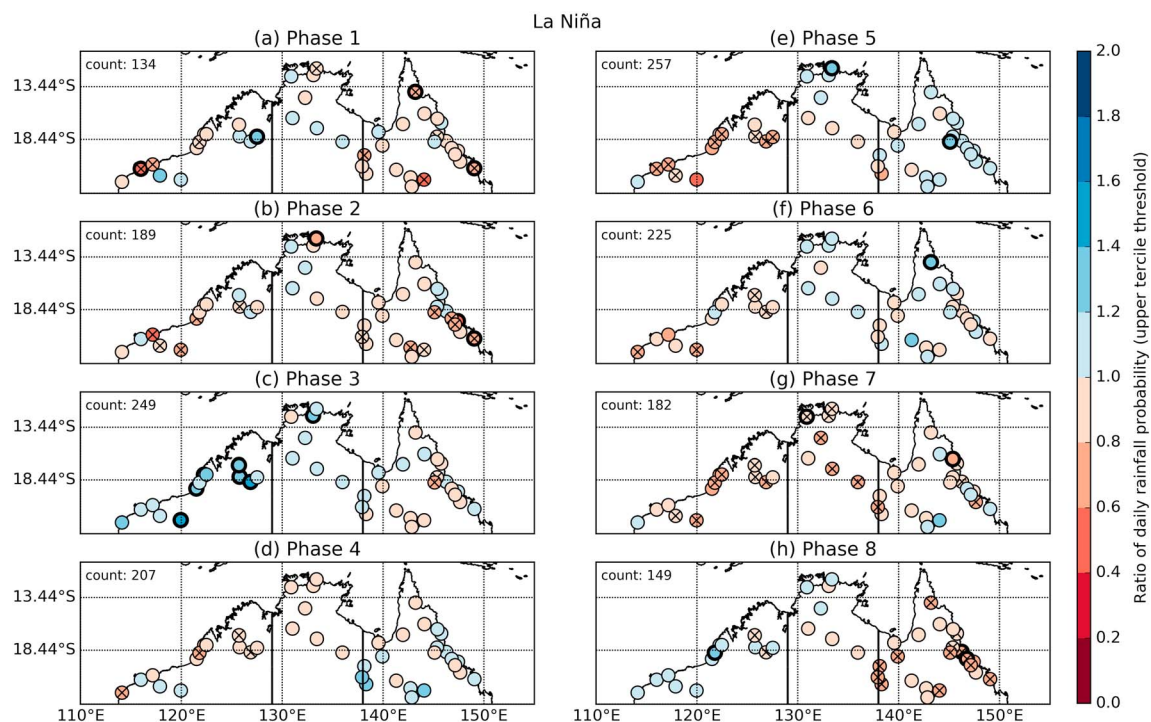 La Niña
(a) Phase 1
count: 134
13.44°S
18.44°S
(b) Phase 2
count: 189
13.44°S
18.44°S
(c) Phase 3
count: 249
13.44°S
18.44°S
(d) Phase 4
count: 207
13.44°S
18.44°S
110°E 120°E 130°E 140°E 150°E
(e) Phase 5
count: 257
(f) Phase 6
count: 225
(g) Phase 7
count: 182
(h) Phase 8
count: 149
110°E 120°E 130°E 140°E 150°E
2.0
1.8
1.6
1.4
1.2
1.0
0.8
0.6
0.4
0.2
0.0
Ratio of daily rainfall probability (upper tercile threshold)